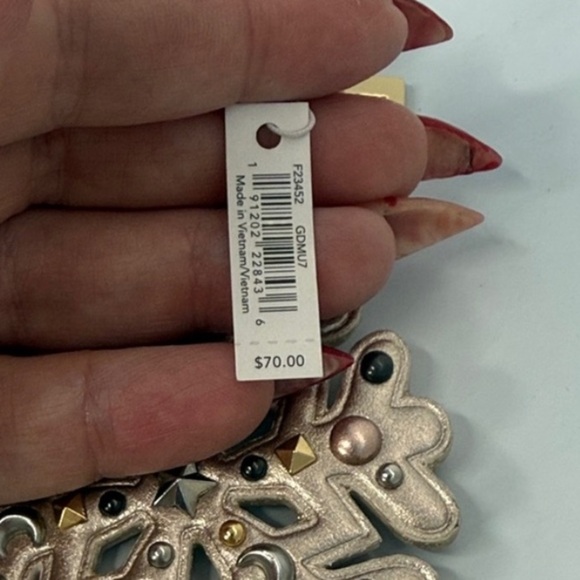 F23452 GDMU7
1 91202 22843 6
Made in Vietnam/Vietnam
$70.00